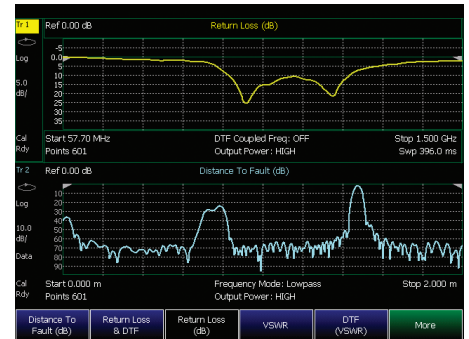 Tr 1 Ref 0.00 dB Return Loss (dB)
Log
5.0
dB/
-5
0.0
5
10
15
20
25
30
35
Cal Start 57.70 MHz DTF Coupled Freq: OFF Stop 1.500 GHz
Rdy Points 601 Output Power: HIGH Swp 396.0 ms
Tr 2 Ref 0.00 dB Distance To Fault (dB)
Log
10.0
dB/
Data
10
20
30
40
50
60
70
80
90
Cal Start 0.000 m Frequency Mode: Lowpass Stop 2.000 m
Rdy Points 601 Output Power: HIGH
Distance To Fault (dB)
Return Loss & DTF
Return Loss (dB)
VSWR
DTF (VSWR)
More